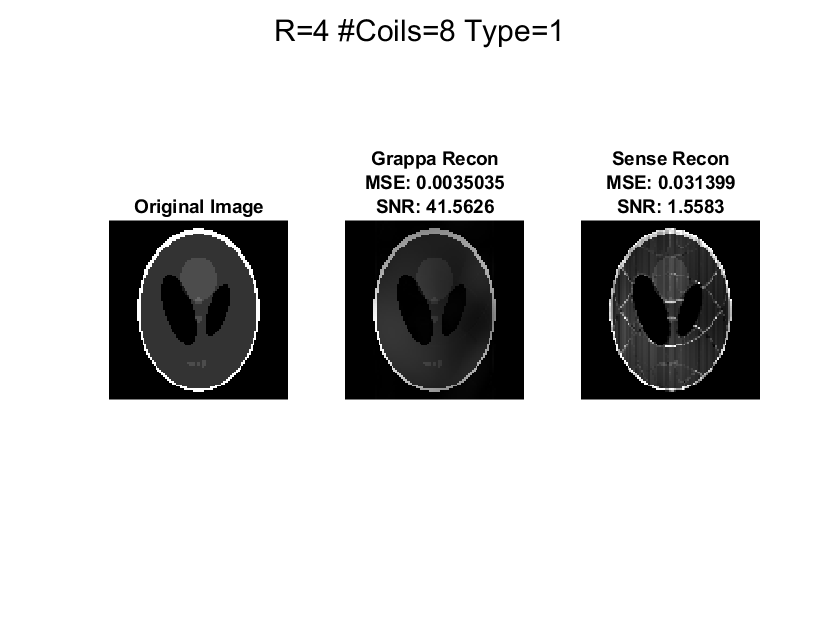 R=4 #Coils=8 Type=1
Original Image
Grappa Recon
MSE: 0.0035035
SNR: 41.5626
Sense Recon
MSE: 0.031399
SNR: 1.5583